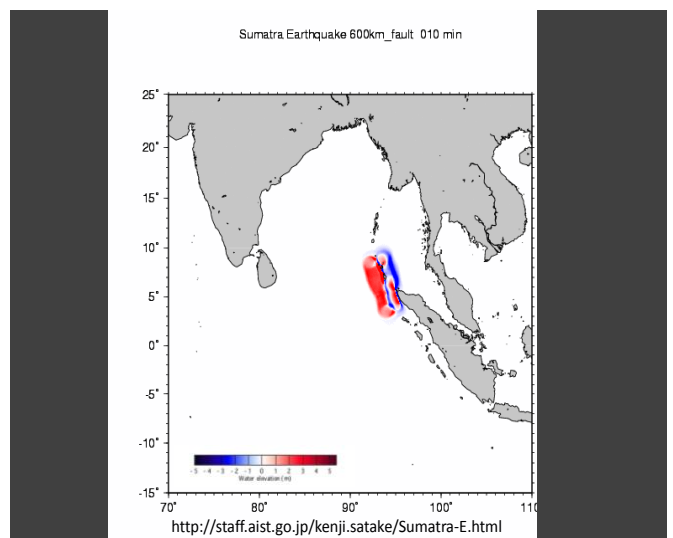 Sumatra Earthquake 600km_fault 010 min
25°
20°
15°
10°
5°
0°
-5°
-10°
-15°
-5 -4 -3 -2 -1 0 1 2 3 4 5
Water elevation (m)
70° 80° 90° 100° 110
http://staff.aist.go.jp/kenji.satake/Sumatra-E.html